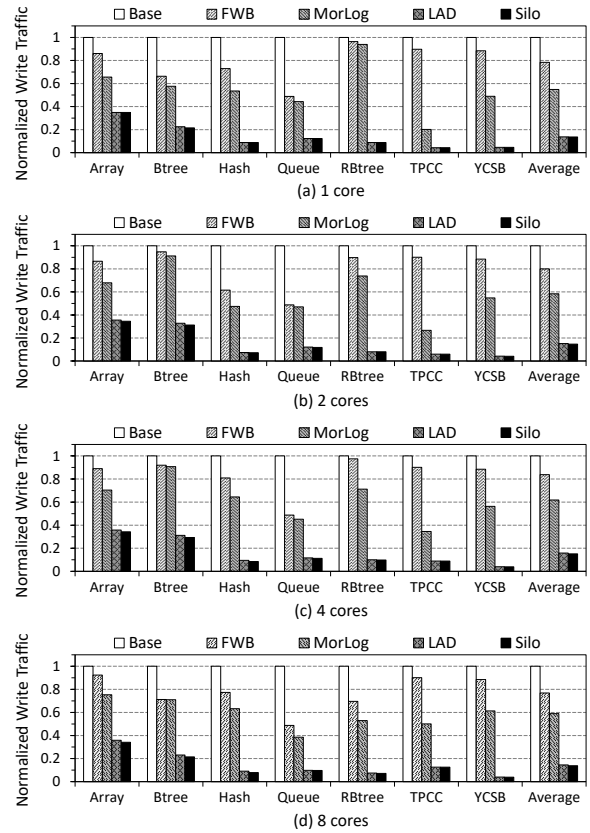 Base FWB MorLog LAD Silo
Normalized Write Traffic
1
0.8
0.6
0.4
0.2
0
Array Btree Hash Queue RBtree TPCC YCSB Average
(a) 1 core
Base FWB MorLog LAD Silo
Normalized Write Traffic
1
0.8
0.6
0.4
0.2
0
Array Btree Hash Queue RBtree TPCC YCSB Average
(b) 2 cores
Base FWB MorLog LAD Silo
Normalized Write Traffic
1
0.8
0.6
0.4
0.2
0
Array Btree Hash Queue RBtree TPCC YCSB Average
(c) 4 cores
Base FWB MorLog LAD Silo
Normalized Write Traffic
1
0.8
0.6
0.4
0.2
0
Array Btree Hash Queue RBtree TPCC YCSB Average
(d) 8 cores